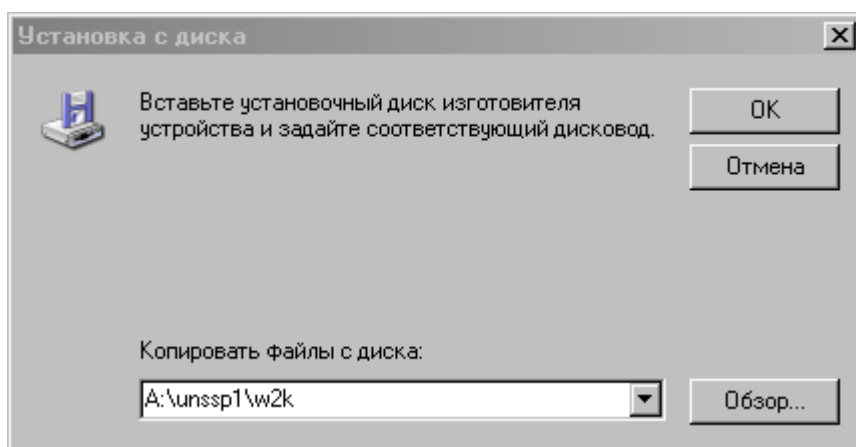 Установка с диска
Вставьте установочный диск изготовителя
устройства и задайте соответствующий дисковод.
OK
Отмена
Копировать файлы с диска:
A:\unssp1\w2k
Обзор...